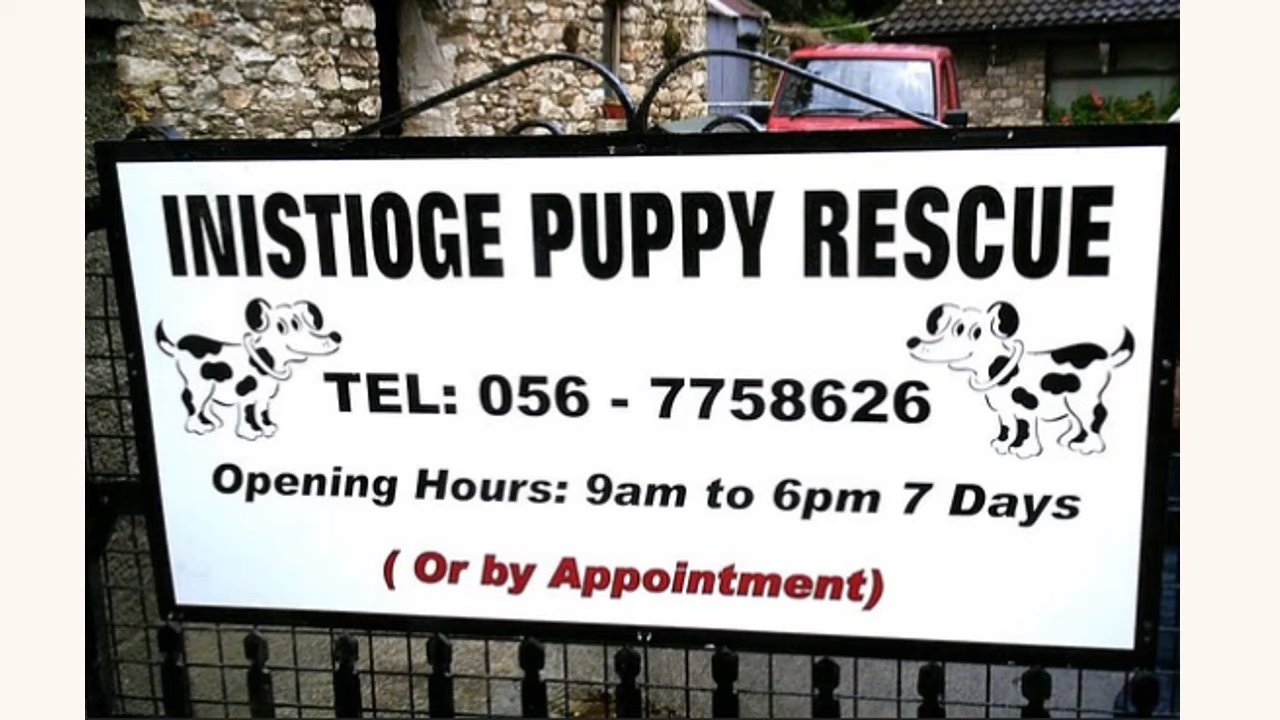 INISTIOGE PUPPY RESCUE
TEL: 056 - 7758626
Opening Hours: 9am to 6pm 7 Days
( Or by Appointment)